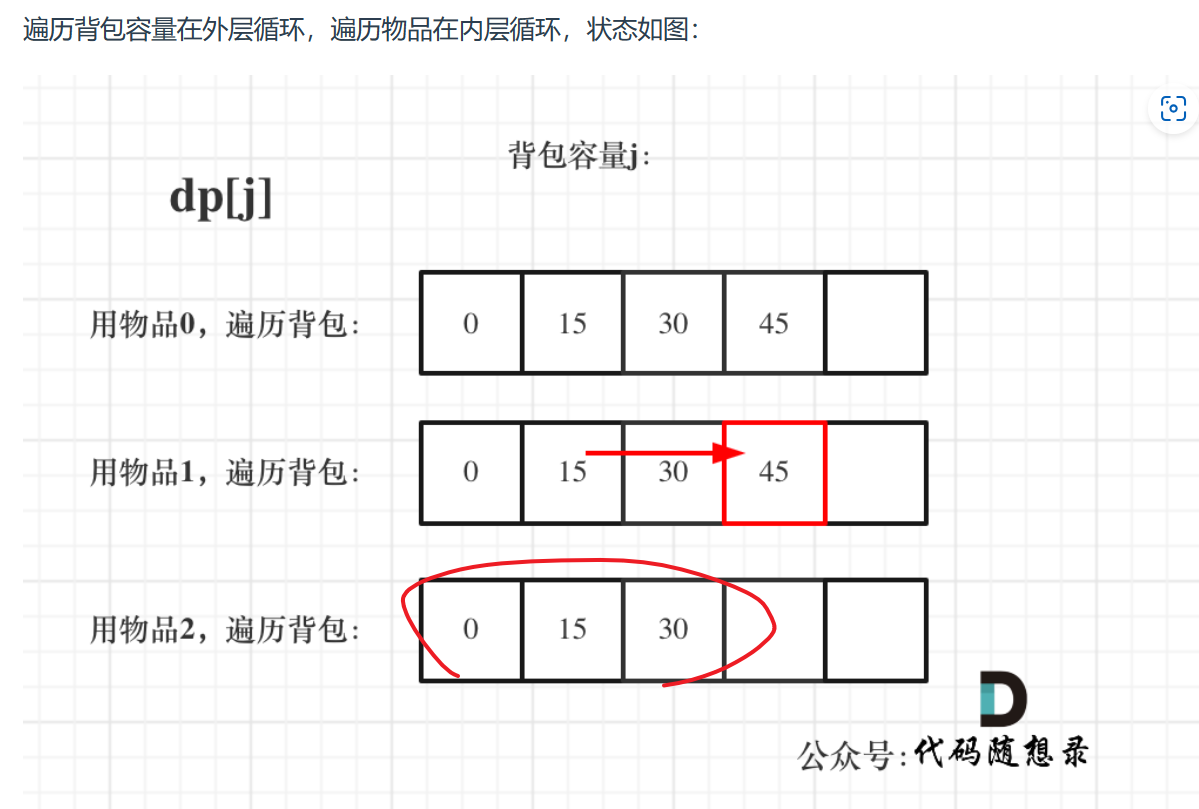 遍历背包容量在外层循环，遍历物品在内层循环，状态如图：
背包容量j：
dp[j]
用物品0，遍历背包： 0 15 30 45
用物品1，遍历背包： 0 15 30 45
用物品2，遍历背包： 0 15 30
公众号：代码随想录